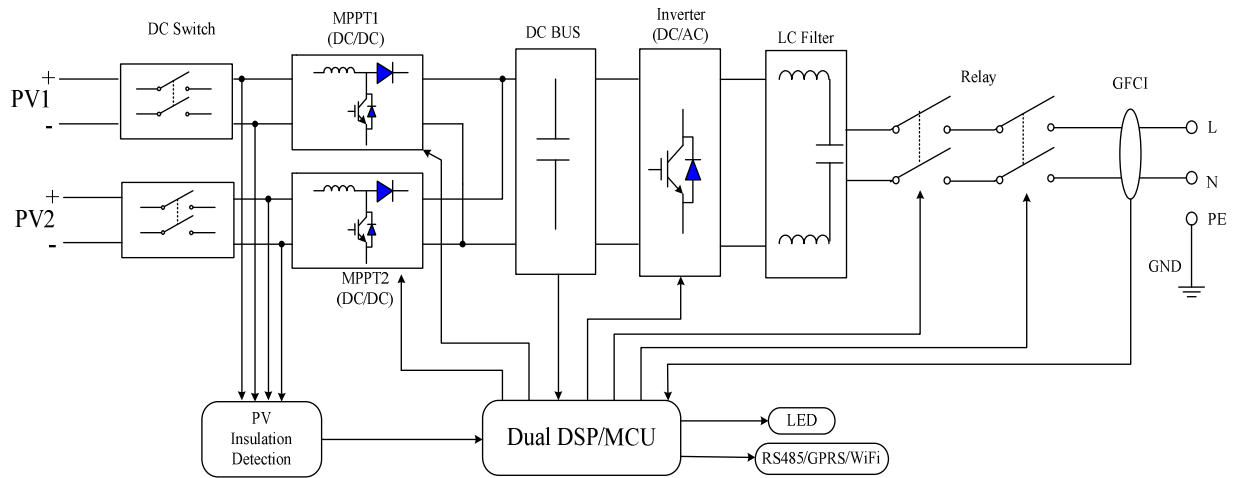 DC Switch
MPPT1
(DC/DC)
DC BUS
Inverter
(DC/AC)
LC Filter
Relay
GFCI
+
PV1
-
+
PV2
-
L
N
PE
GND
MPPT2
(DC/DC)
PV
Insulation
Detection
Dual DSP/MCU
LED
RS485/GPRS/WiFi